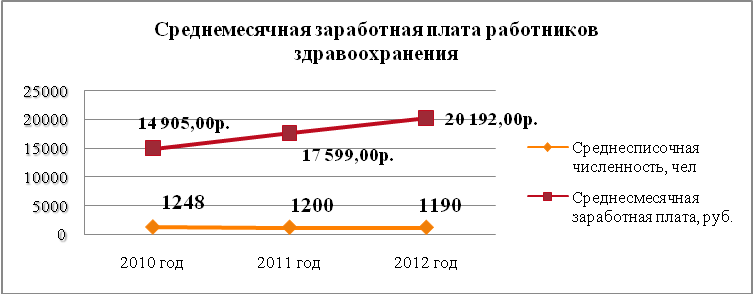 Среднемесячная заработная плата работников
здравоохранения
25000
20000
15000
10000
5000
0
14 905,00р.
17 599,00р.
20 192,00р.
1248
1200
1190
2010 год
2011 год
2012 год
Среднесписочная
численность, чел
Среднесмесячная
заработная плата, руб.